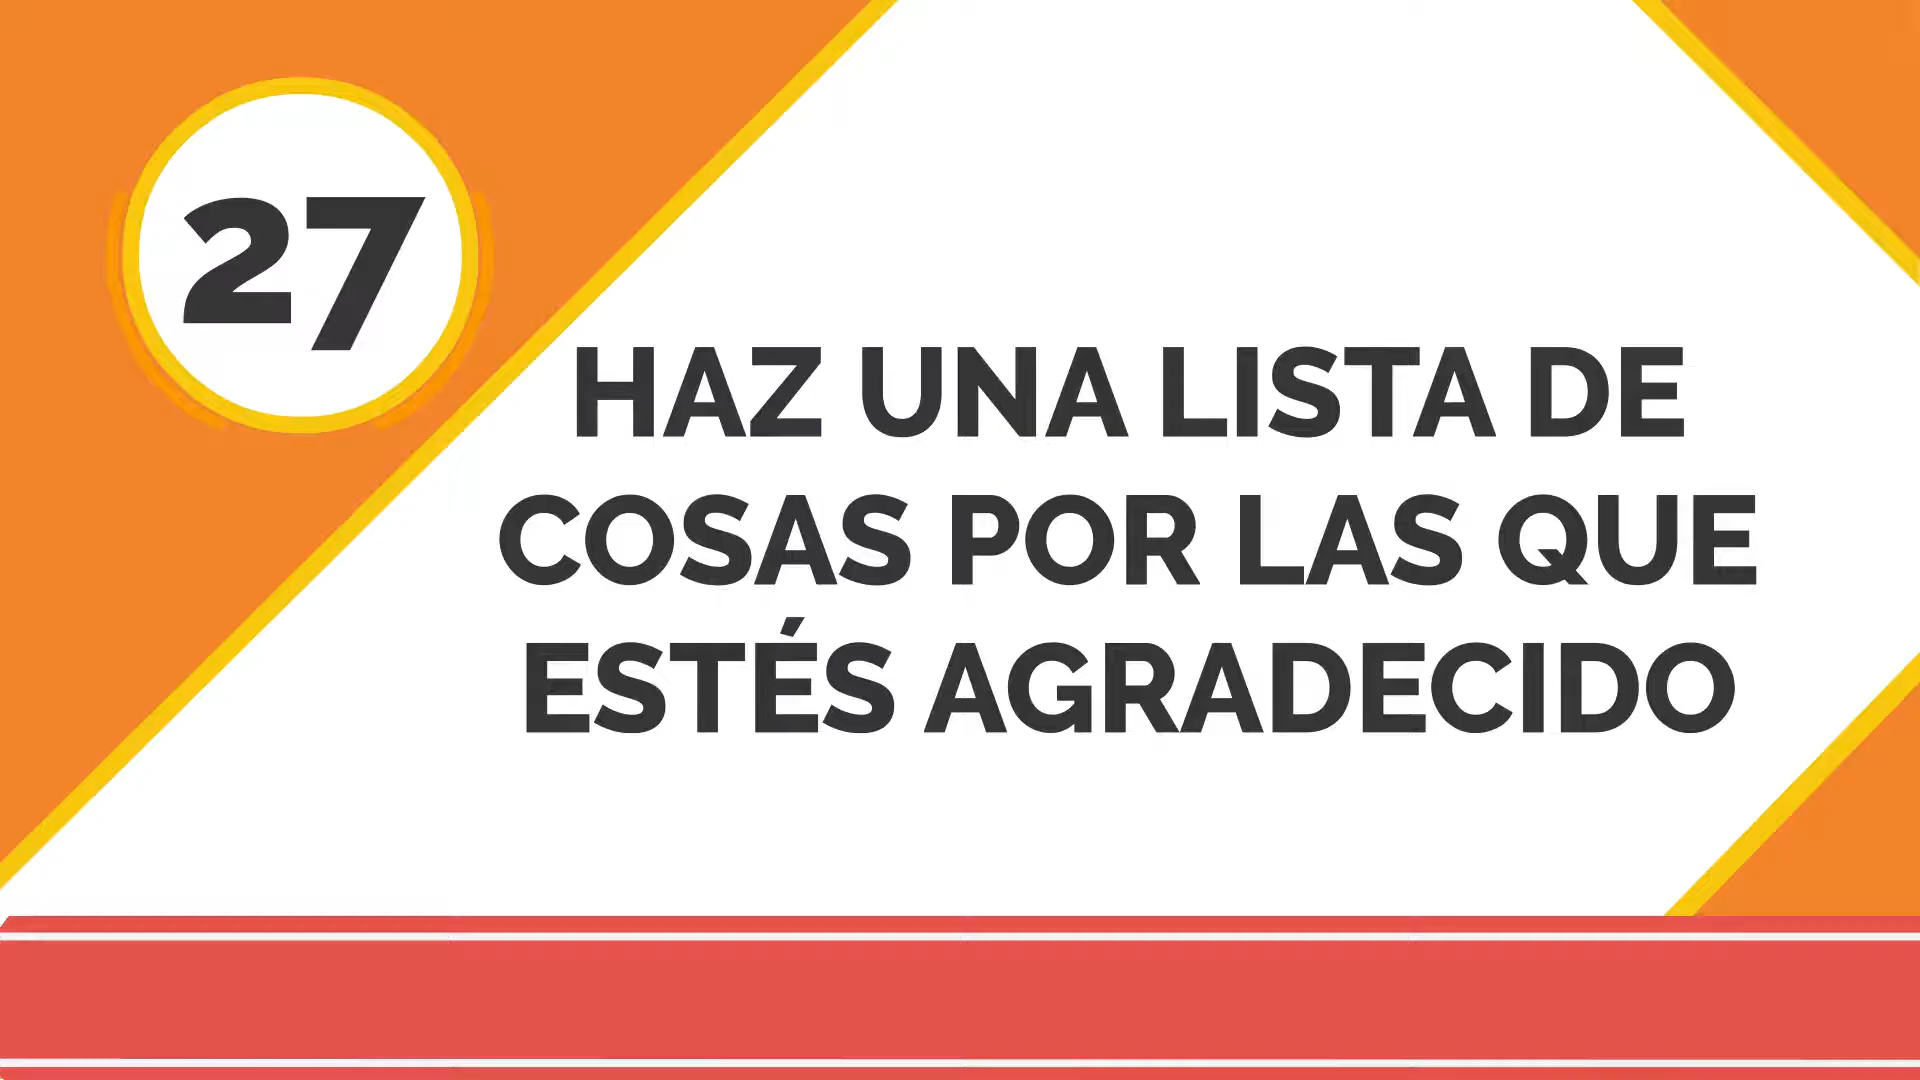 27
HAZ UNA LISTA DE
COSAS POR LAS QUE
ESTÉS AGRADECIDO